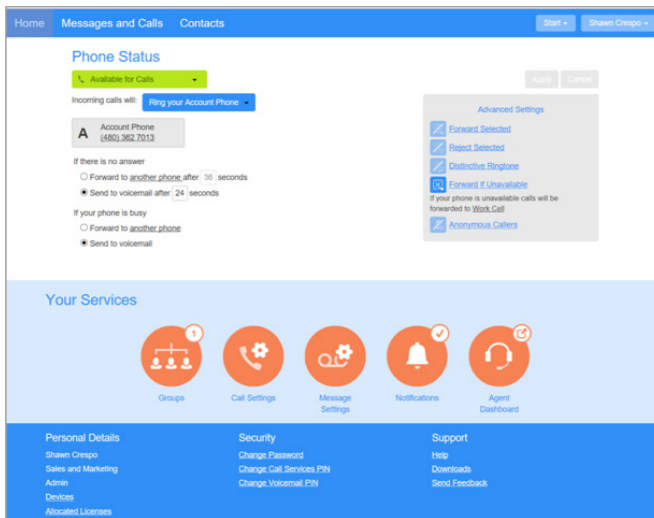 Home Messages and Calls Contacts Start Shawn Crespo
Phone Status
Available for Calls
Apply Cancel
Incoming calls will: Ring your Account Phone
A Account Phone
(480) 362 7013
If there is no answer
Forward to another phone after 36 seconds
Send to voicemail after 24 seconds
If your phone is busy
Forward to another phone
Send to voicemail
Advanced Settings
Forward Selected
Reject Selected
Distinctive Ringtone
Forward If Unavailable
If your phone is unavailable calls will be
forwarded to Work Cell
Anonymous Callers
Your Services
1
Groups
Call Settings
Message
Settings
Notifications
Agent
Dashboard
Personal Details
Shawn Crespo
Sales and Marketing
Admin
Devices
Allocated Licenses
Security
Change Password
Change Call Services PIN
Change Voicemail PIN
Support
Help
Downloads
Send Feedback